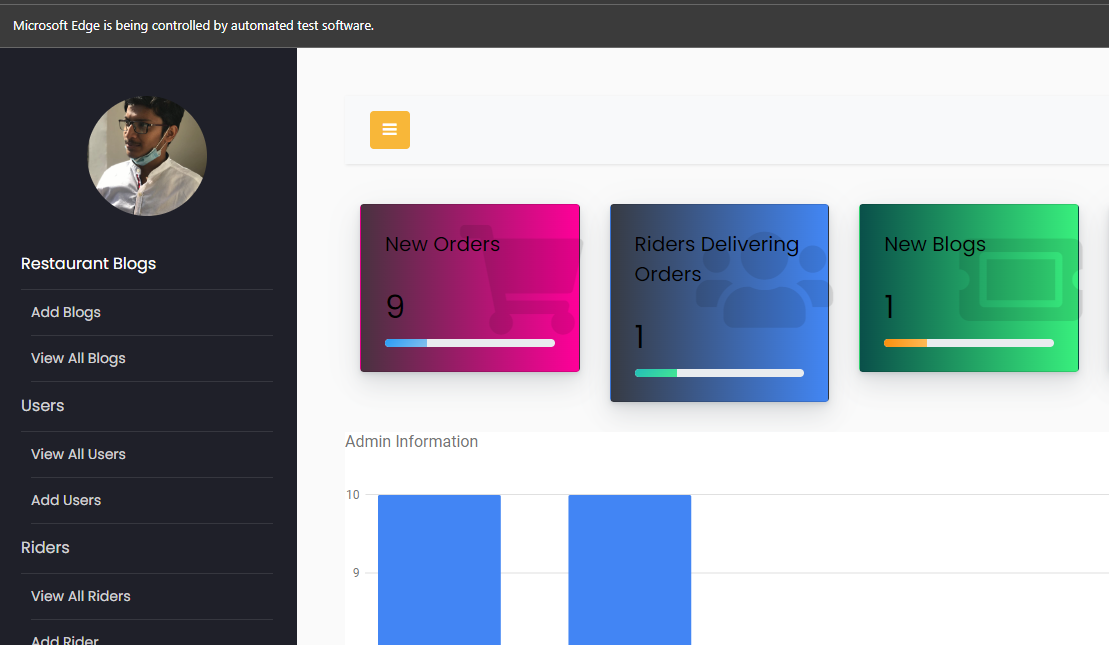 Microsoft Edge is being controlled by automated test software.
Restaurant Blogs
Add Blogs
View All Blogs
Users
View All Users
Add Users
Riders
View All Riders
Add Rider
New Orders
9
Riders Delivering
Orders
1
New Blogs
1
Admin Information
10
9